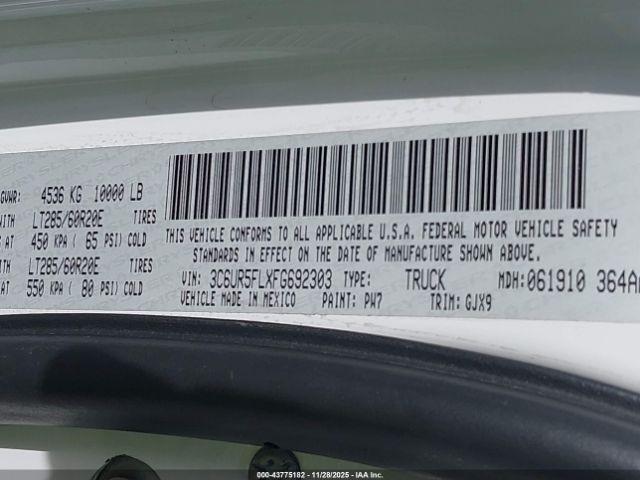 GVWR: 4536 KG 10000 LB
WITH LT285/60R20E TIRES
AT 450 KPA ( 65 PSI) COLD
WITH LT285/60R20E TIRES
AT 550 KPA ( 80 PSI) COLD
THIS VEHICLE CONFORMS TO ALL APPLICABLE U.S.A. FEDERAL MOTOR VEHICLE SAFETY
STANDARDS IN EFFECT ON THE DATE OF MANUFACTURE SHOWN ABOVE.
VIN: 3C6UR5FLXFG692303 TYPE: TRUCK MDH: 061910 364AA
VEHICLE MADE IN MEXICO PAINT: PW7 TRIM: GJX9
000-43775182 - 11/28/2025 - IAA Inc.